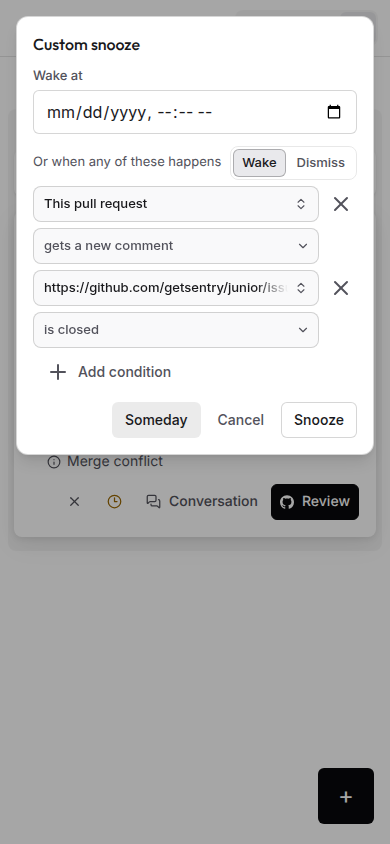 Custom snooze
Wake at
mm/dd/yyyy, --:-- --
Or when any of these happens
Wake
Dismiss
This pull request
gets a new comment
https://github.com/getsentry/junior/iss
is closed
Add condition
Someday
Cancel
Snooze
Merge conflict
Conversation
Review